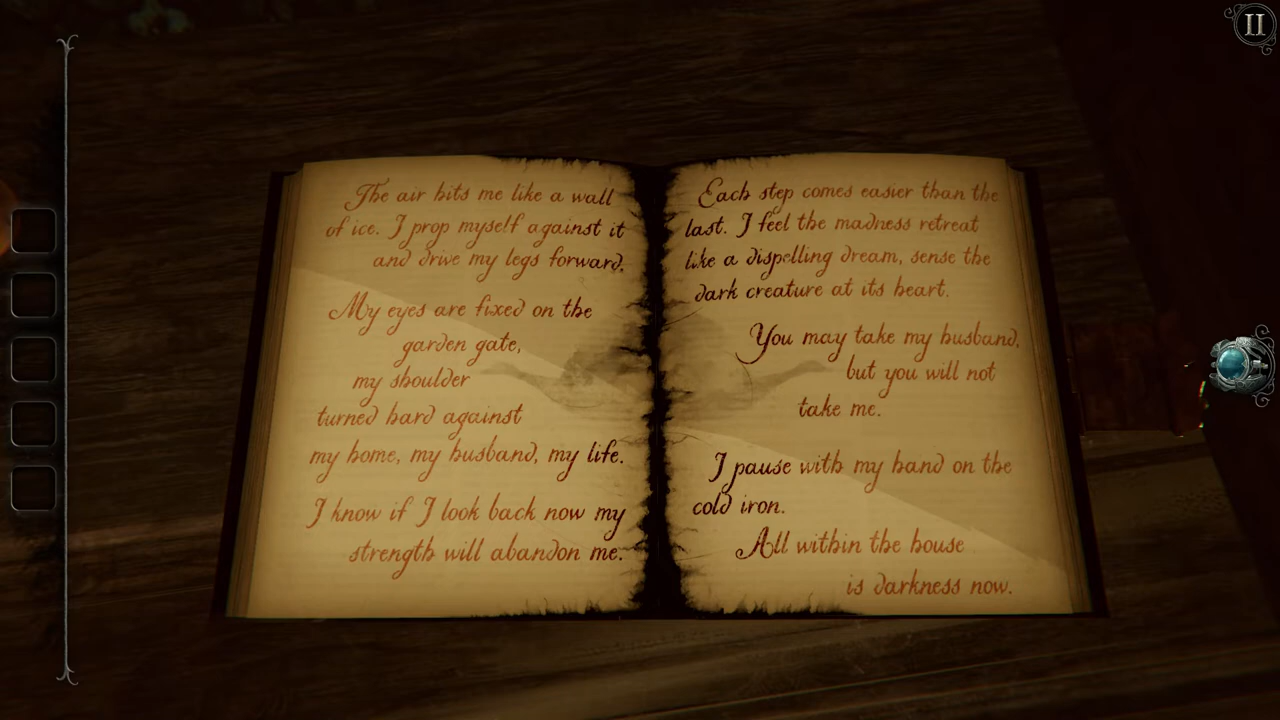 The air hits me like a wall
of ice. I prop myself against it
and drive my legs forward.
My eyes are fixed on the
garden gate,
my shoulder
turned hard against
my home, my husband, my life.
I know if I look back now my
strength will abandon me.
Each step comes easier than the
last. I feel the madness retreat
like a dispelling dream, sense the
dark creature at its heart.
You may take my husband,
but you will not
take me.
I pause with my hand on the
cold iron.
All within the house
is darkness now.